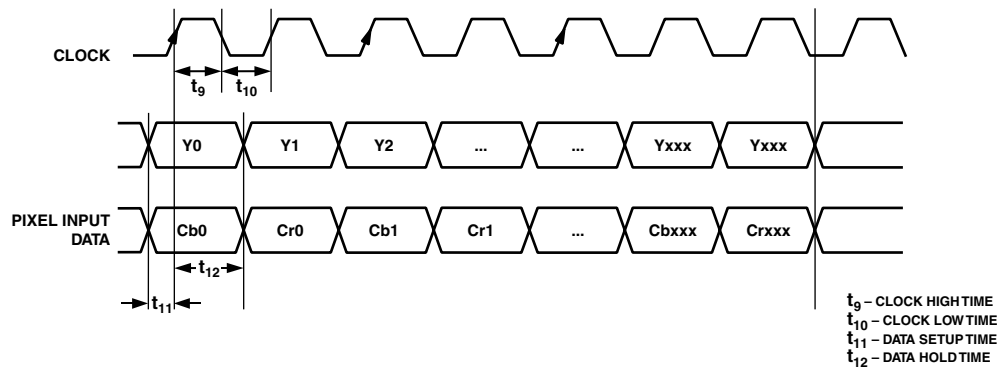 CLOCK
t9 t10
Y0 Y1 Y2 ... ... Yxxx Yxxx
PIXEL INPUT
DATA
Cb0 Cr0 Cb1 Cr1 ... Cbxxx Crxxx
t12
t11
t9 – CLOCK HIGH TIME
t10 – CLOCK LOW TIME
t11 – DATA SETUP TIME
t12 – DATA HOLD TIME